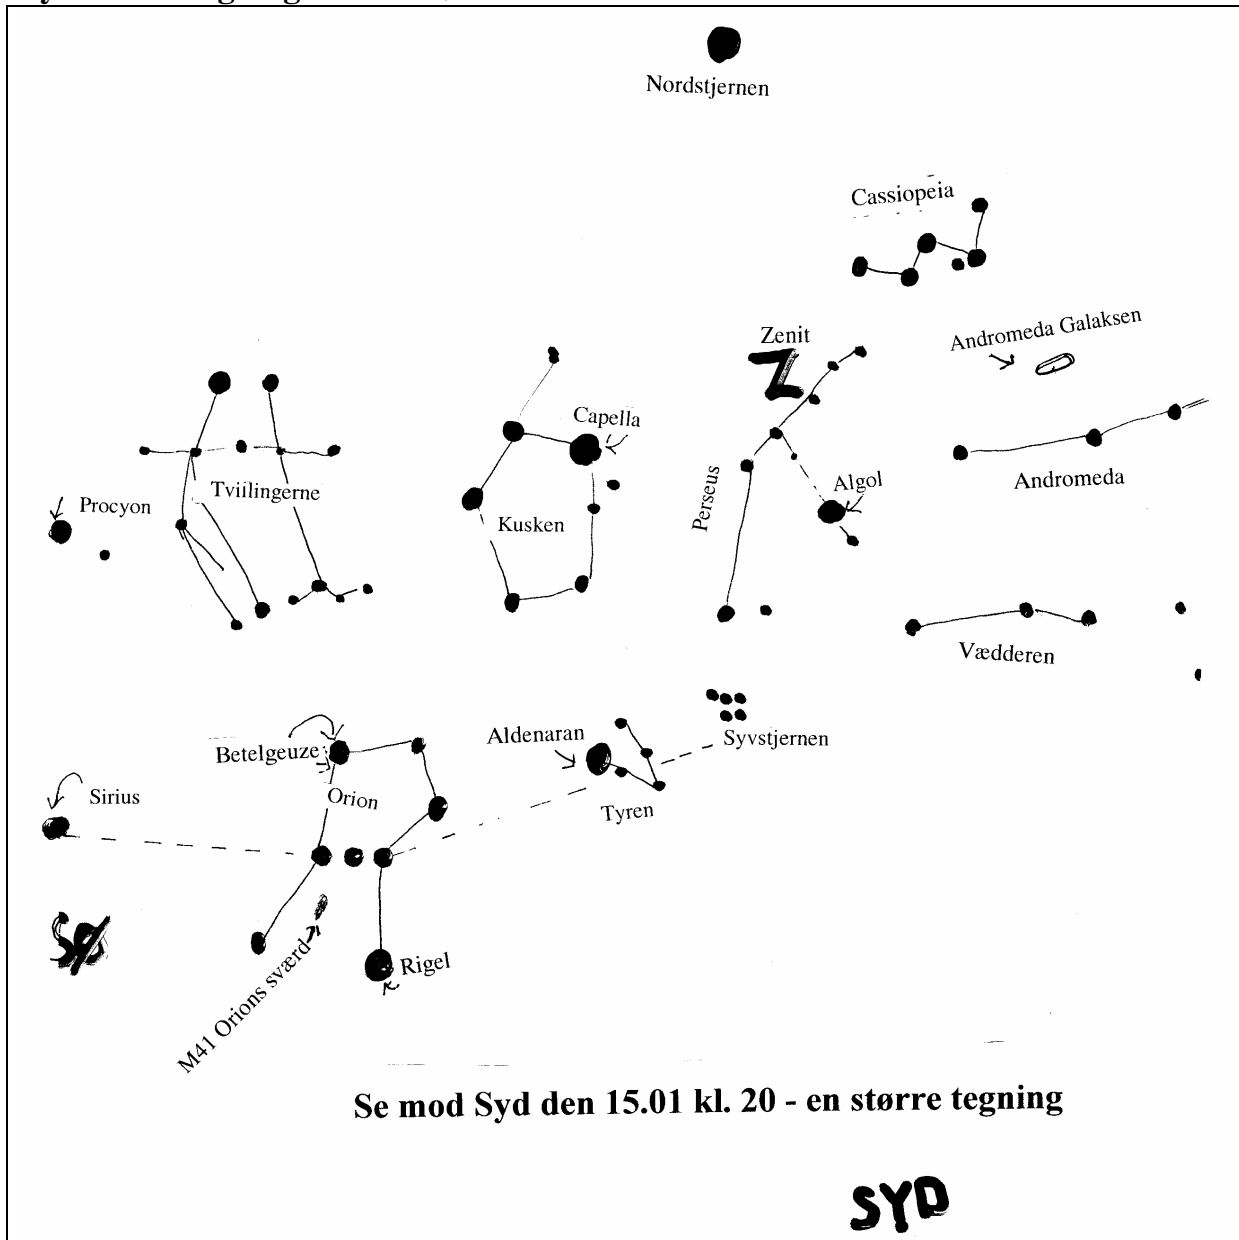 Nordstjernen
Cassiopeia
Zenit
Andromeda Galaksen
Capella
Tviilingerne
Procyon
Kusken
Perseus
Algol
Andromeda
Vædderen
Betelgeuze
Aldenaran
Syvstjernen
Sirius
Orion
Tyren
Rigel
M41 Orions sværd
Se mod Syd den 15.01 kl. 20 - en større tegning
SYD